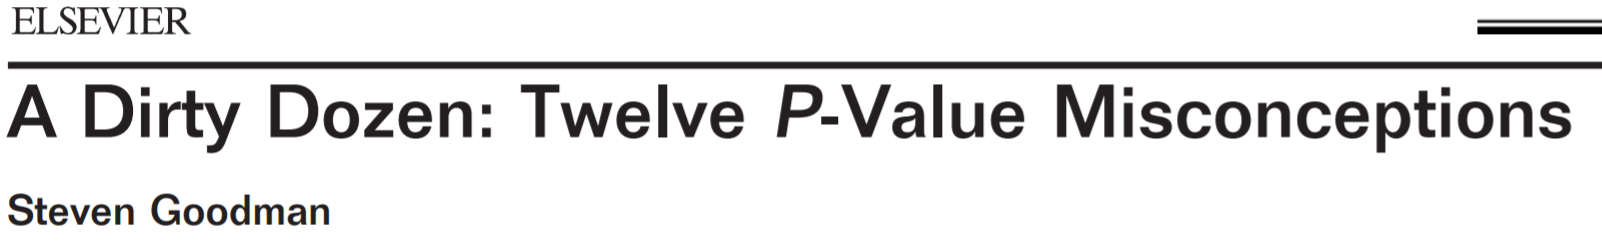 ELSEVIER
A Dirty Dozen: Twelve P-Value Misconceptions
Steven Goodman